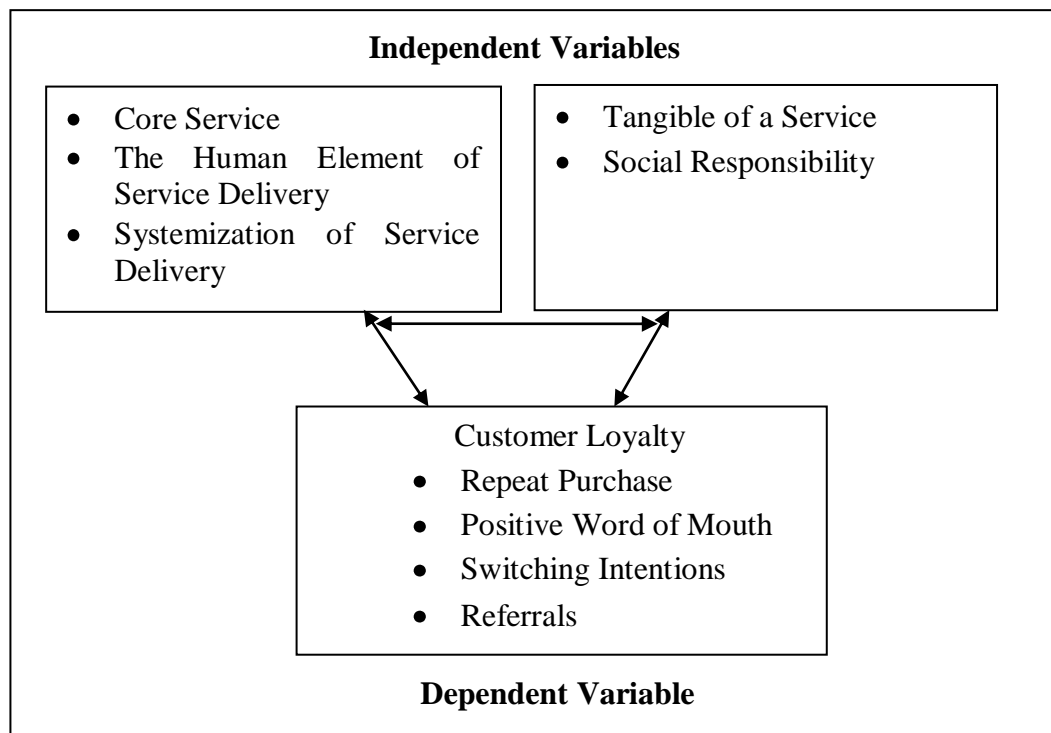 Independent Variables
• Core Service
• The Human Element of
Service Delivery
• Systemization of Service
Delivery
• Tangible of a Service
• Social Responsibility
Customer Loyalty
• Repeat Purchase
• Positive Word of Mouth
• Switching Intentions
• Referrals
Dependent Variable